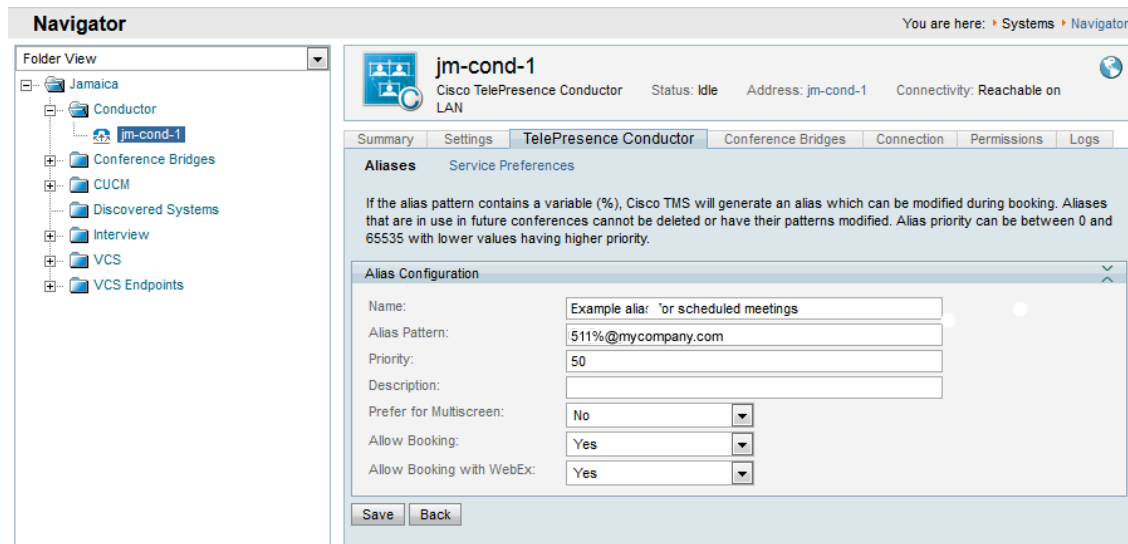 Navigator
You are here: Systems Navigator
Folder View
Jamaica
Conductor
jm-cond-1
Conference Bridges
CUCM
Discovered Systems
Interview
VCS
VCS Endpoints
jm-cond-1
Cisco TelePresence Conductor Status: Idle Address: jm-cond-1 Connectivity: Reachable on
LAN
Summary Settings TelePresence Conductor Conference Bridges Connection Permissions Logs
Aliases Service Preferences
If the alias pattern contains a variable (%), Cisco TMS will generate an alias which can be modified during booking. Aliases
that are in use in future conferences cannot be deleted or have their patterns modified. Alias priority can be between 0 and
65535 with lower values having higher priority.
Alias Configuration
Name: Example alias for scheduled meetings
Alias Pattern: 511%@mycompany.com
Priority: 50
Description:
Prefer for Multiscreen: No
Allow Booking: Yes
Allow Booking with WebEx: Yes
Save Back